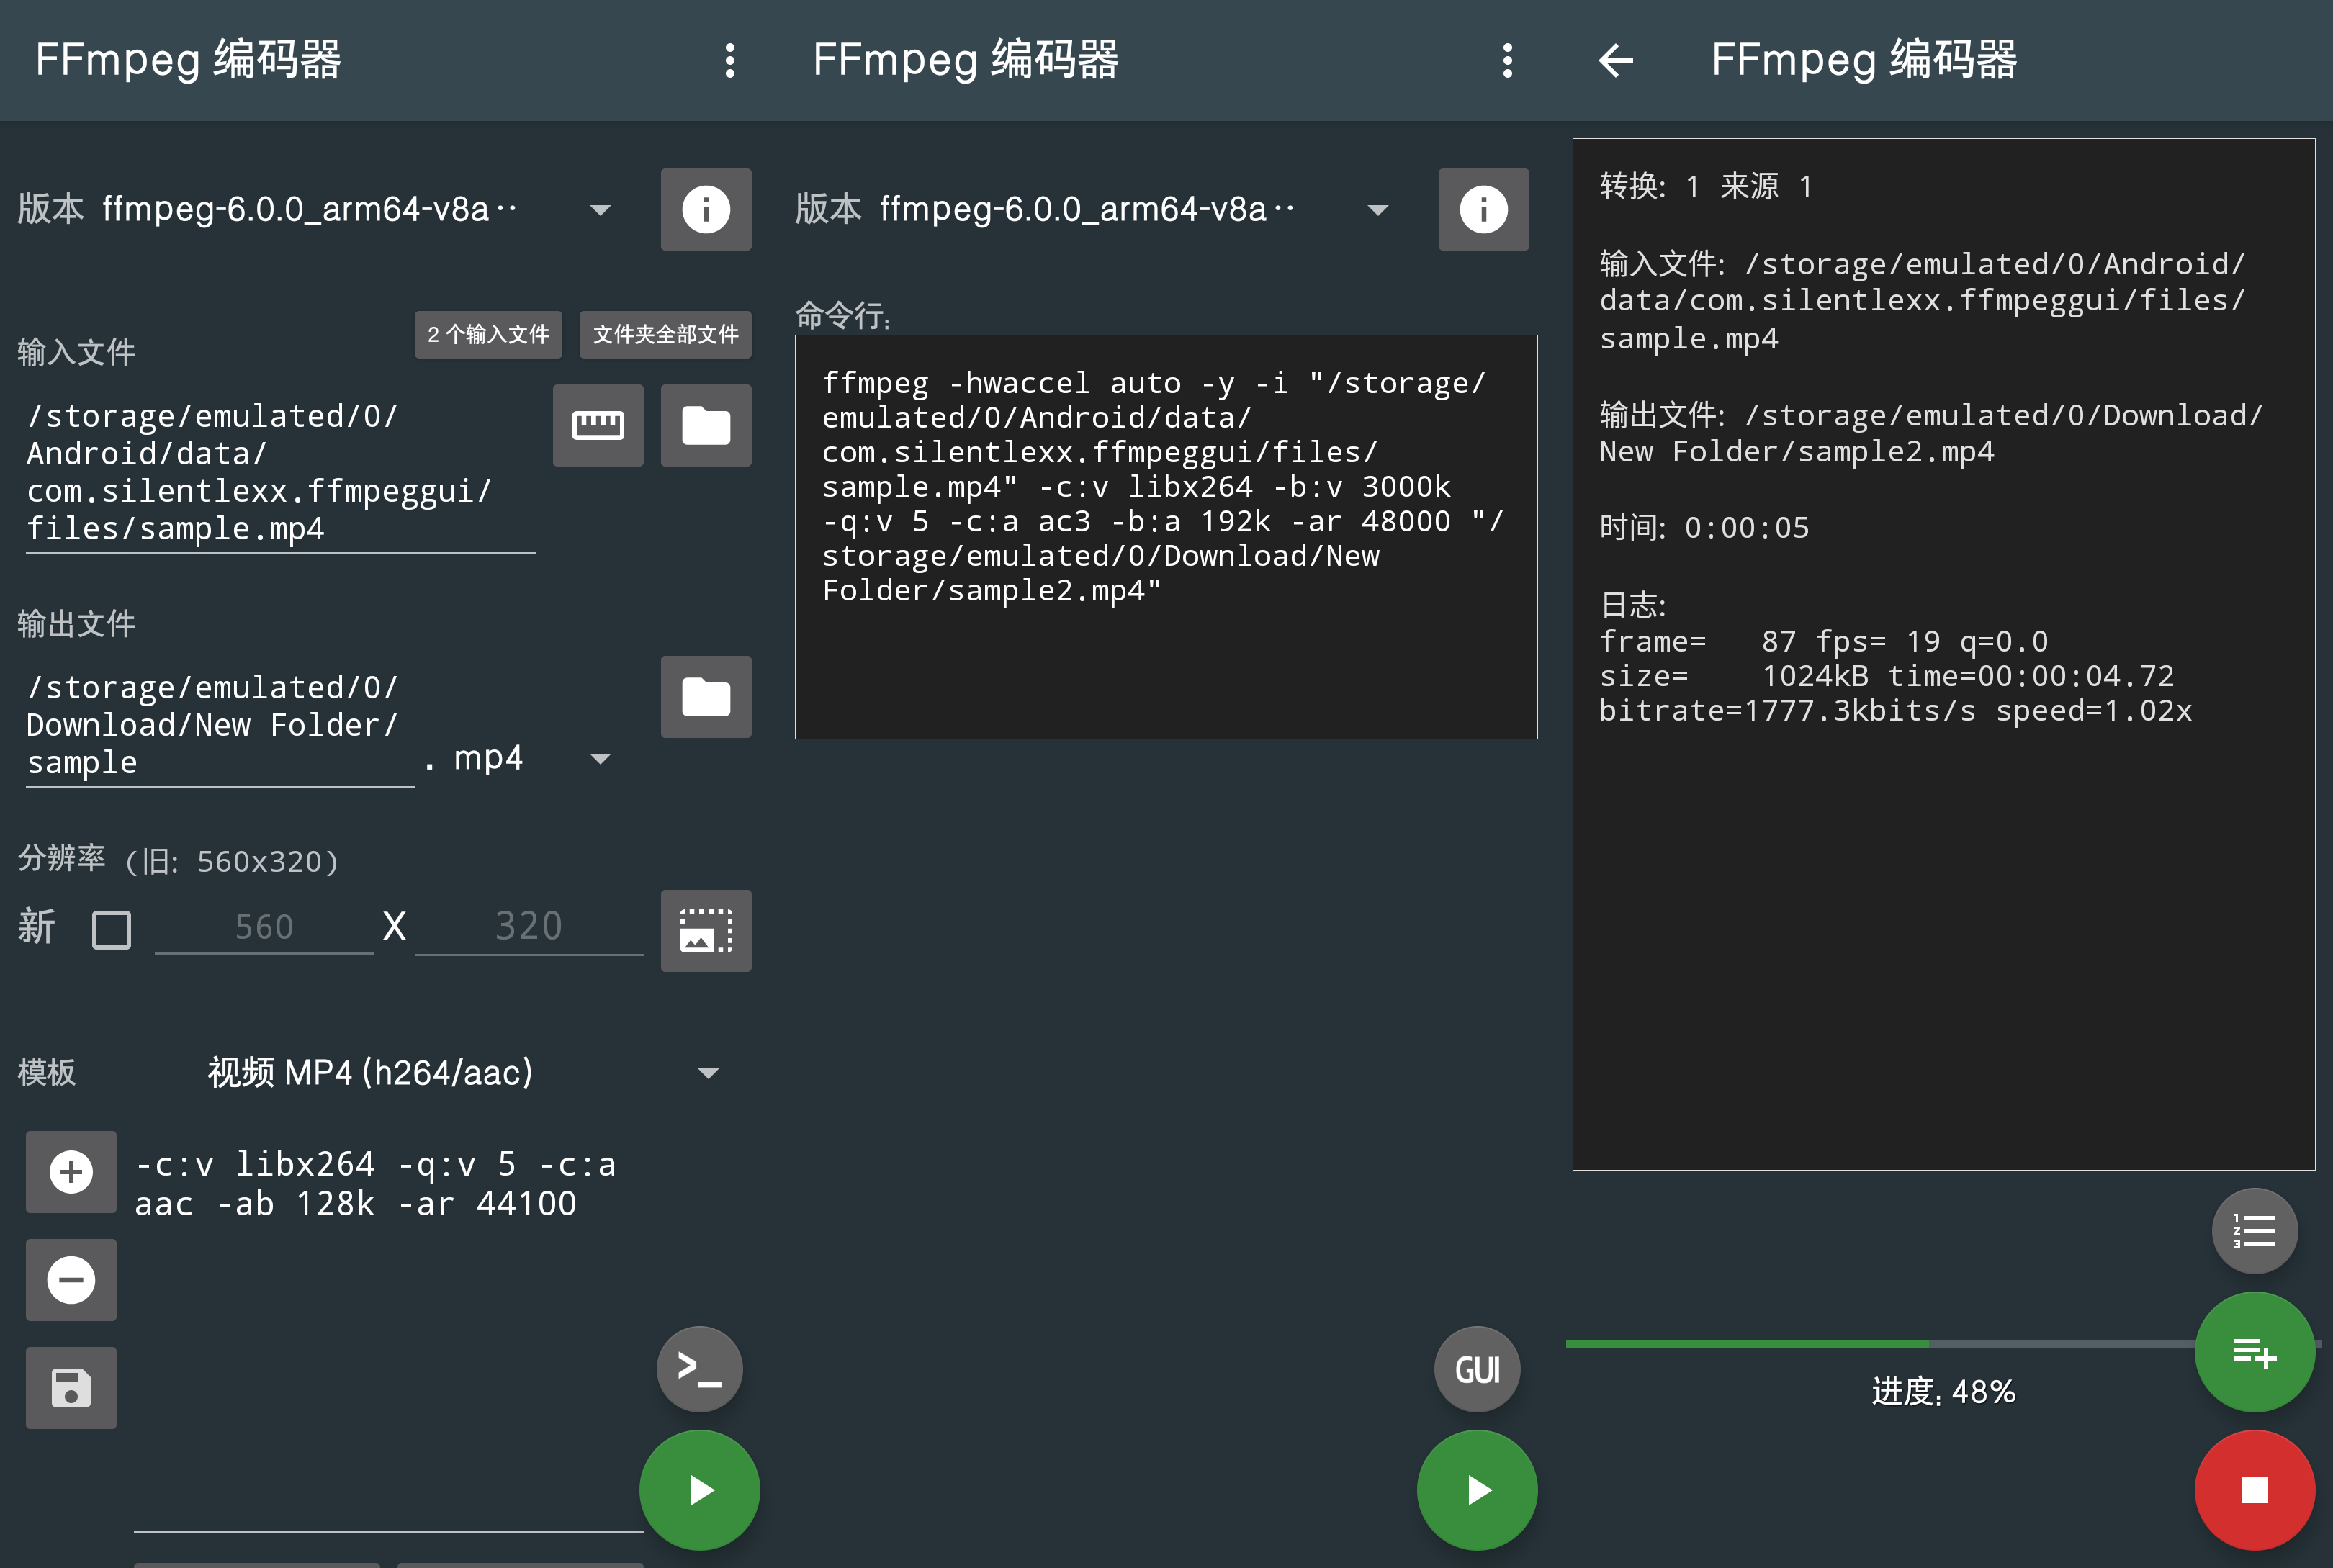 FFmpeg 编码器
版本 ffmpeg-6.0.0_arm64-v8a··
2 个输入文件 文件夹全部文件
输入文件
/storage/emulated/0/
Android/data/
com.silentlexx.ffmpeggui/
files/sample.mp4
输出文件
/storage/emulated/0/
Download/New Folder/
sample . mp4
分辨率 (旧: 560x320)
新 560 X 320
模板 视频 MP4 (h264/aac)
-c:v libx264 -q:v 5 -c:a
aac -ab 128k -ar 44100
>_
FFmpeg 编码器
版本 ffmpeg-6.0.0_arm64-v8a··
命令行:
ffmpeg -hwaccel auto -y -i "/storage/
emulated/0/Android/data/
com.silentlexx.ffmpeggui/files/
sample.mp4" -c:v libx264 -b:v 3000k
-q:v 5 -c:a ac3 -b:a 192k -ar 48000 "/
storage/emulated/0/Download/New
Folder/sample2.mp4"
GUI
FFmpeg 编码器
转换: 1 来源 1
输入文件: /storage/emulated/0/Android/
data/com.silentlexx.ffmpeggui/files/
sample.mp4
输出文件: /storage/emulated/0/Download/
New Folder/sample2.mp4
时间: 0:00:05
日志:
frame= 87 fps= 19 q=0.0
size= 1024kB time=00:00:04.72
bitrate=1777.3kbits/s speed=1.02x
进度: 48%